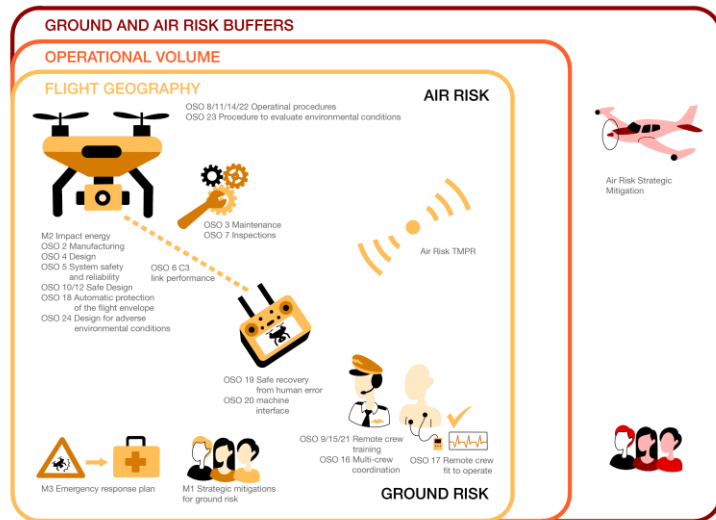 GROUND AND AIR RISK BUFFERS
OPERATIONAL VOLUME
FLIGHT GEOGRAPHY
AIR RISK
OSO 8/11/14/22 Operatinal procedures
OSO 23 Procedure to evaluate environmental conditions
Air Risk Strategic
Mitigation
OSO 3 Maintenance
OSO 7 Inspections
Air Risk TMPR
M2 Impact energy
OSO 2 Manufacturing
OSO 4 Design
OSO 5 System safety
and reliability
OSO 10/12 Safe Design
OSO 18 Automatic protection
of the flight envelope
OSO 24 Design for adverse
environmental conditions
OSO 6 C3
link performance
OSO 19 Safe recovery
from human error
OSO 20 machine
interface
OSO 9/15/21 Remote crew
training
OSO 16 Multi-crew
coordination
OSO 17 Remote crew
fit to operate
M3 Emergency response plan
M1 Strategic mitigations
for ground risk
GROUND RISK